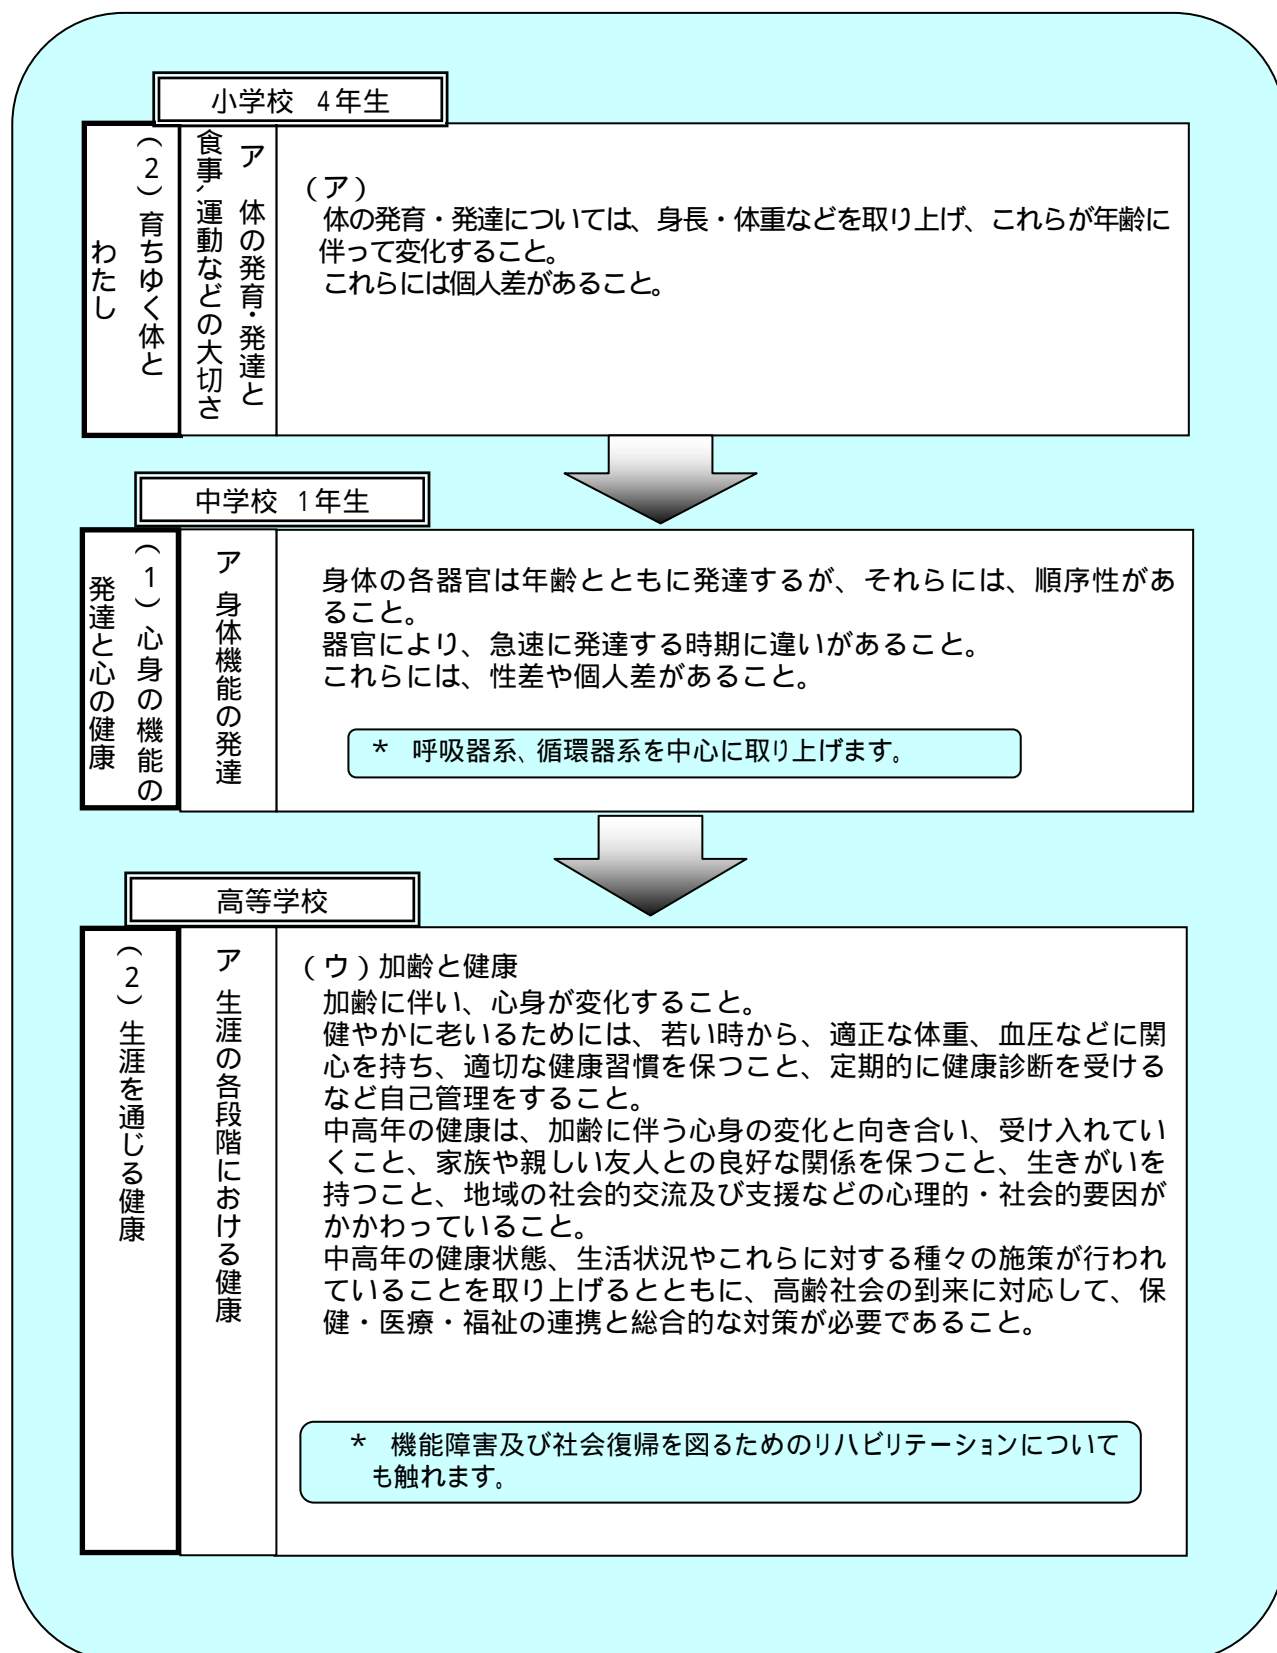 小学校 4年生
(2)育ちゆく体と
わたし
ア 体の発育・発達と
食事、運動などの大切さ
(ア)
体の発育・発達については、身長・体重などを取り上げ、これらが年齢に
伴って変化すること。
これらには個人差があること。
中学校 1年生
(1)心身の機能の
発達と心の健康
ア 身体機能の発達
身体の各器官は年齢とともに発達するが、それらには、順序性があ
ること。
器官により、急速に発達する時期に違いがあること。
これらには、性差や個人差があること。
* 呼吸器系、循環器系を中心に取り上げます。
高等学校
(2)生涯を通じる健康
ア 生涯の各段階における健康
(ウ)加齢と健康
加齢に伴い、心身が変化すること。
健やかに老いるためには、若い時から、適正な体重、血圧などに関
心を持ち、適切な健康習慣を保つこと、定期的に健康診断を受ける
など自己管理をすること。
中高年の健康は、加齢に伴う心身の変化と向き合い、受け入れてい
くこと、家族や親しい友人との良好な関係を保つこと、生きがいを
持つこと、地域の社会的交流及び支援などの心理的・社会的要因が
かかわっていること。
中高年の健康状態、生活状況やこれらに対する種々の施策が行われ
ていることを取り上げるとともに、高齢社会の到来に対応して、保
健・医療・福祉の連携と総合的な対策が必要であること。
* 機能障害及び社会復帰を図るためのリハビリテーションについて
も触れます。